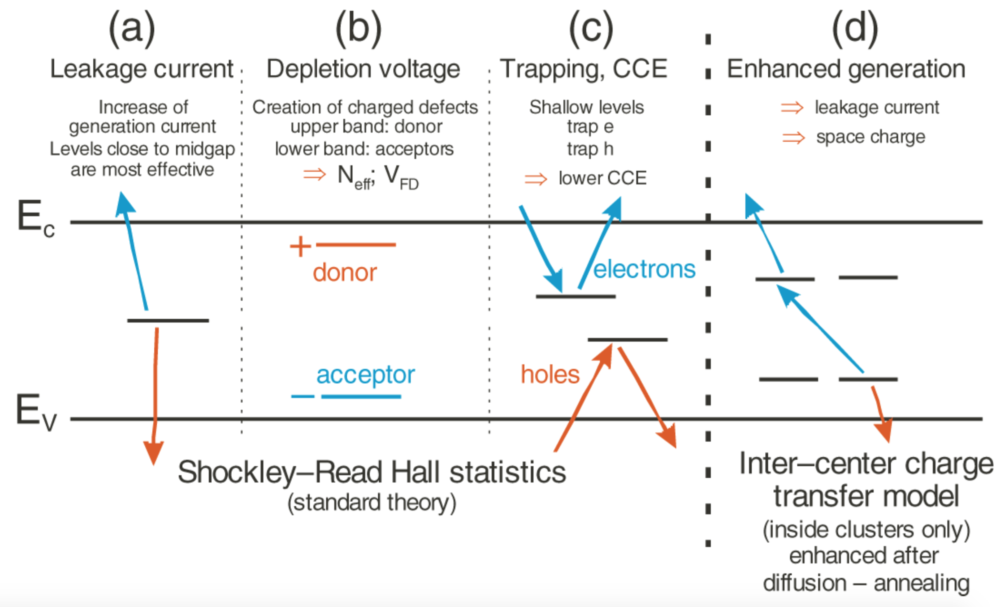 (a)
Leakage current
Increase of
generation current
Levels close to midgap
are most effective
(b)
Depletion voltage
Creation of charged defects
upper band: donor
lower band: acceptors
⇒ N_eff; V_FD
(c)
Trapping, CCE
Shallow levels
trap e
trap h
⇒ lower CCE
(d)
Enhanced generation
⇒ leakage current
⇒ space charge
E_c
+
donor
electrons
acceptor
–
holes
E_V
Shockley–Read Hall statistics
(standard theory)
Inter–center charge
transfer model
(inside clusters only)
enhanced after
diffusion – annealing